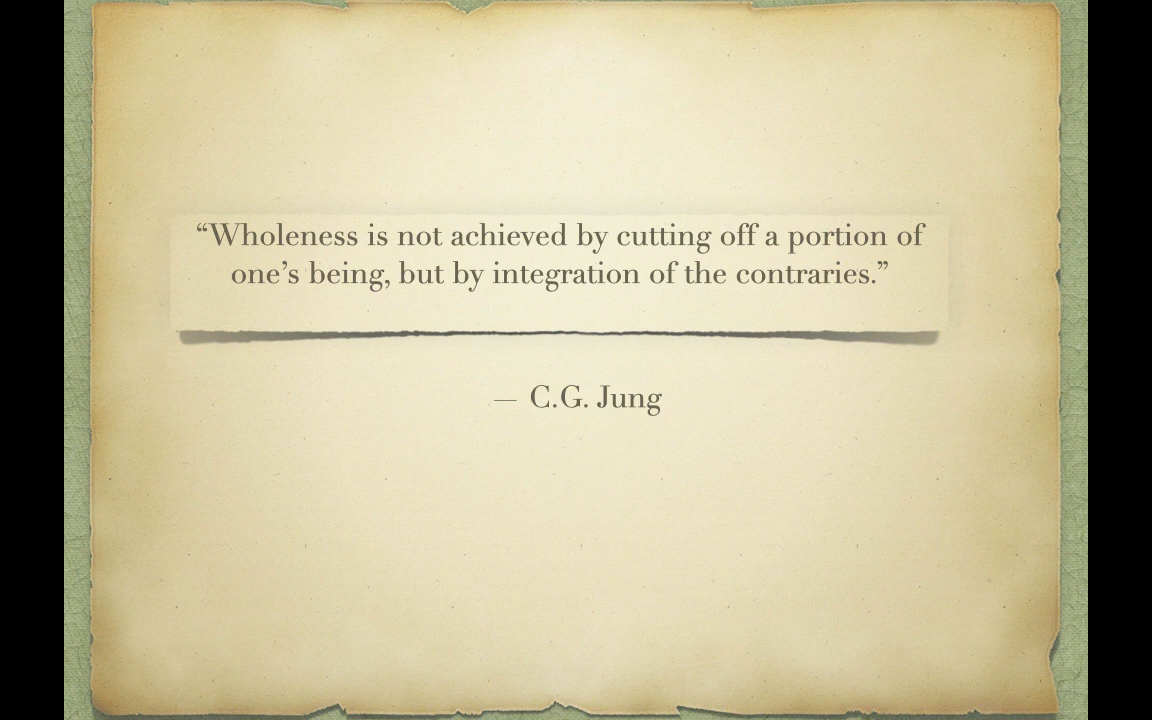 “Wholeness is not achieved by cutting off a portion of
one’s being, but by integration of the contraries.”
— C.G. Jung